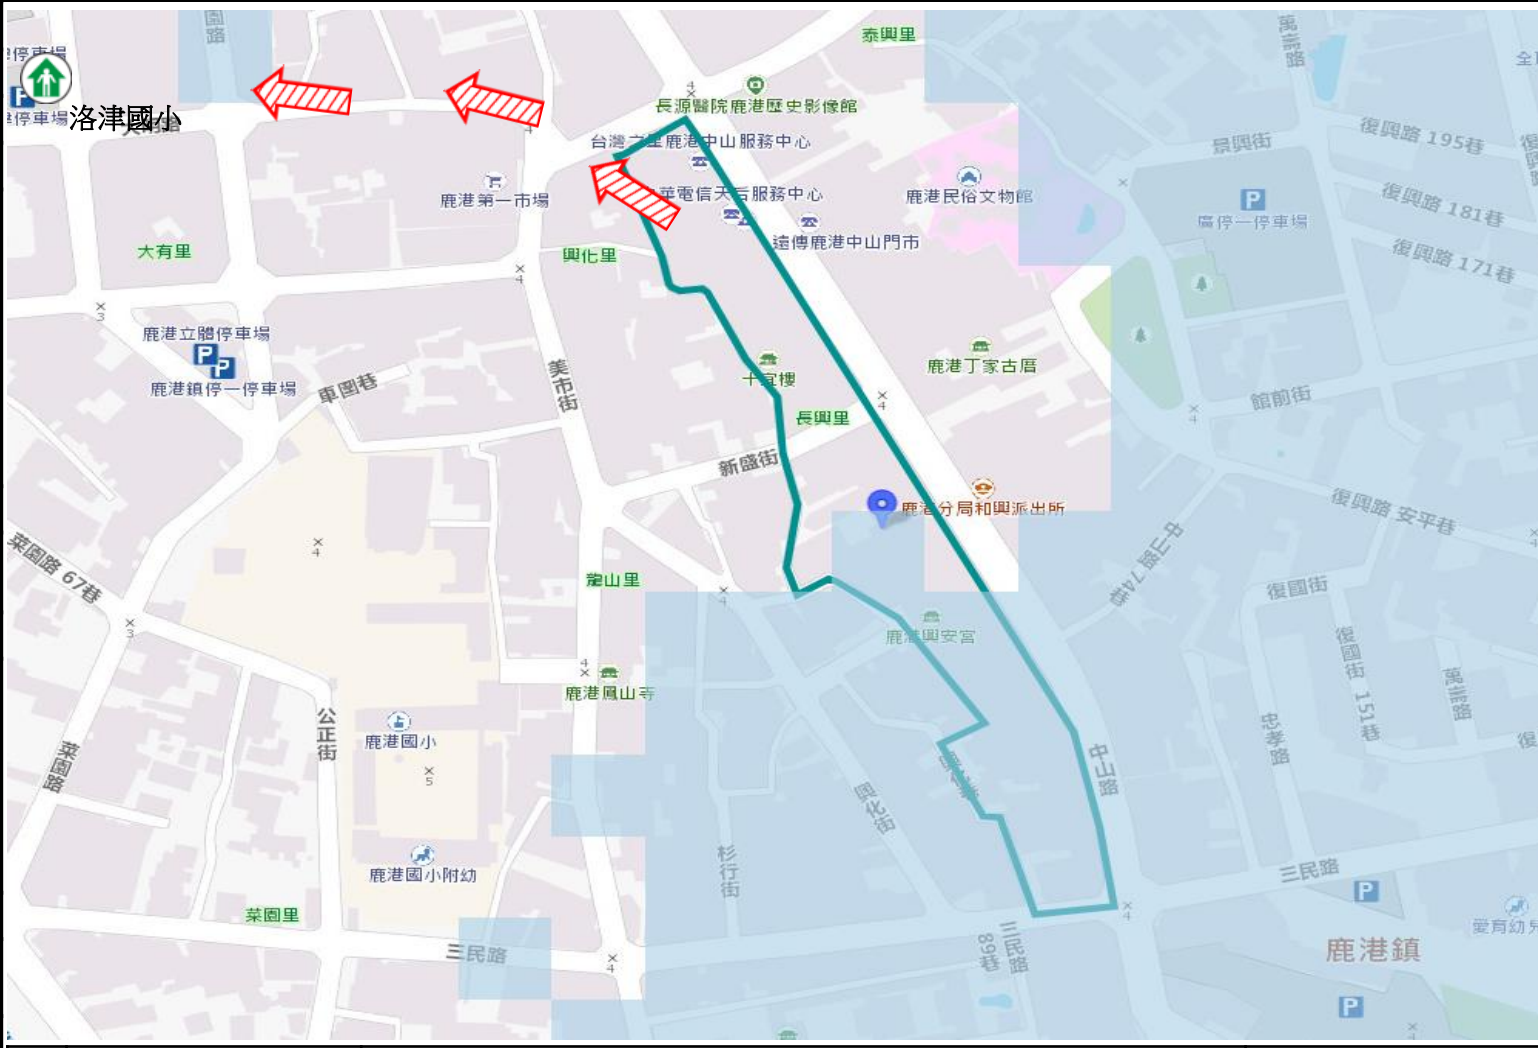 泰興里
長源醫院鹿港歷史影像館
洛津國小
停車場
台灣之星鹿港中山服務中心
鹿港第一市場
中華電信天后服務中心
遠傳鹿港中山門市
鹿港民俗文物館
景興街
復興路 195巷
復興路 181巷
廣停一停車場
復興路 171巷
大有里
興化里
鹿港立體停車場
P
P
鹿港鎮停一停車場
車圍巷
美市街
十宜樓
鹿港丁家古厝
長興里
館前街
新盛街
鹿港分局和興派出所
復興路 安平巷
中山路 74巷
菜園路 67巷
龍山里
復國街
鹿港興安宮
復國街 151巷
鹿港鳳山寺
公正街
鹿港國小
菜園路
忠孝路
中山路
興化街
杉行街
鹿港國小附幼
三民路
P
菜園里
三民路
三民路 89巷
鹿港鎮
P